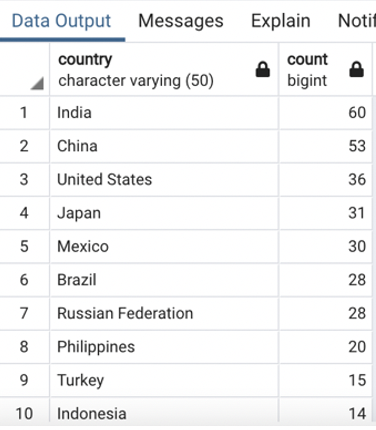 Data Output Messages Explain Notif
country count
character varying (50) bigint
1 India 60
2 China 53
3 United States 36
4 Japan 31
5 Mexico 30
6 Brazil 28
7 Russian Federation 28
8 Philippines 20
9 Turkey 15
10 Indonesia 14